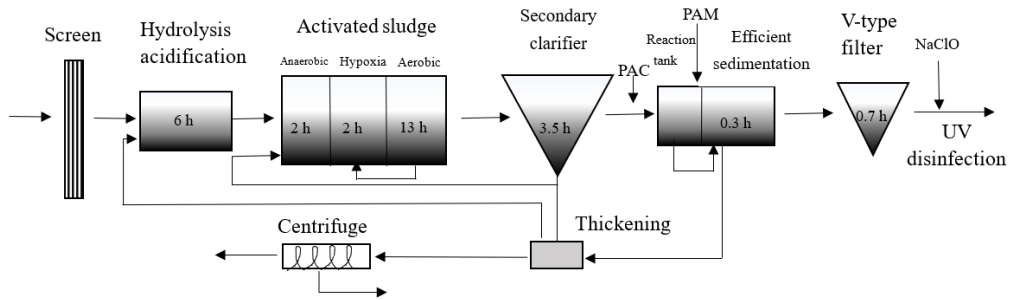 Screen
Hydrolysis
acidification
Activated sludge
Anaerobic
Hypoxia
Aerobic
Secondary
clarifier
PAM
Reaction
tank
PAC
Efficient
sedimentation
V-type
filter
NaClO
6 h
2 h
2 h
13 h
3.5 h
0.3 h
0.7 h
UV
disinfection
Centrifuge
Thickening